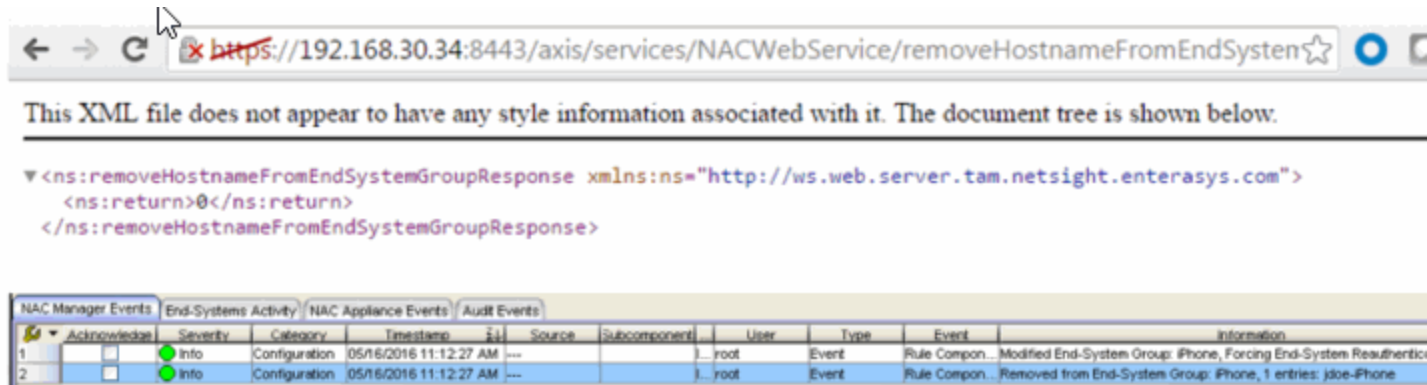 https://192.168.30.34:8443/axis/services/NACWebService/removeHostnameFromEndSystem
This XML file does not appear to have any style information associated with it. The document tree is shown below.
▼<ns:removeHostnameFromEndSystemGroupResponse xmlns:ns="http://ws.web.server.tam.netsight.enterasys.com">
<ns:return>0</ns:return>
</ns:removeHostnameFromEndSystemGroupResponse>
NAC Manager Events End-Systems Activity NAC Appliance Events Audit Events
Acknowledge Severity Category Timestamp Source Subcomponent ... User Type Event Information
1 Info Configuration 05/16/2016 11:12:27 AM --- I... root Event Rule Compon... Modified End-System Group: iPhone, Forcing End-System Reauthentic
2 Info Configuration 05/16/2016 11:12:27 AM --- I... root Event Rule Compon... Removed from End-System Group: iPhone, 1 entries: jdoe-iPhone